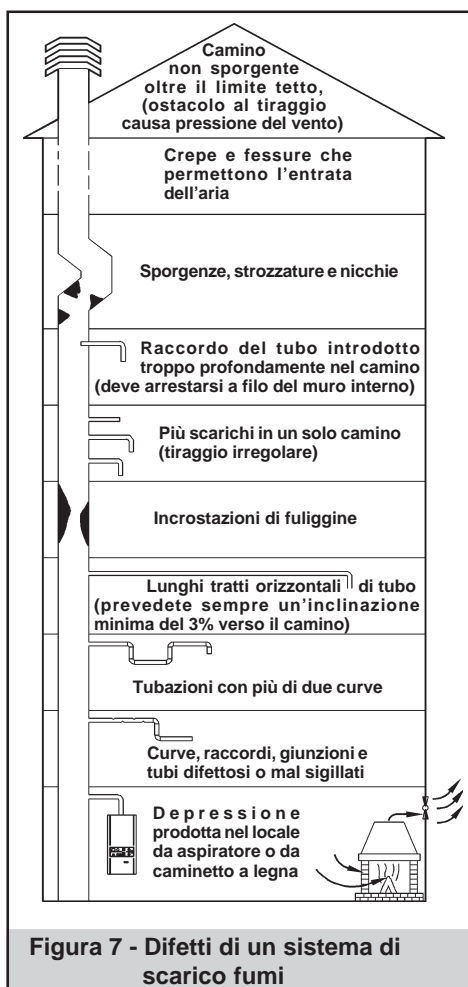 Camino
non sporgente
oltre il limite tetto,
(ostacolo al tiraggio
causa pressione del vento)
Crepe e fessure che
permettono l'entrata
dell'aria
Sporgenze, strozzature e nicchie
Raccordo del tubo introdotto
troppo profondamente nel camino
(deve arrestarsi a filo del muro interno)
Più scarichi in un solo camino
(tiraggio irregolare)
Incrostazioni di fuliggine
Lunghi tratti orizzontali di tubo
(prevedete sempre un'inclinazione
minima del 3% verso il camino)
Tubazioni con più di due curve
Curve, raccordi, giunzioni e
tubi difettosi o mal sigillati
Depressione
prodotta nel locale
da aspiratore o da
caminetto a legna
Figura 7 - Difetti di un sistema di
scarico fumi